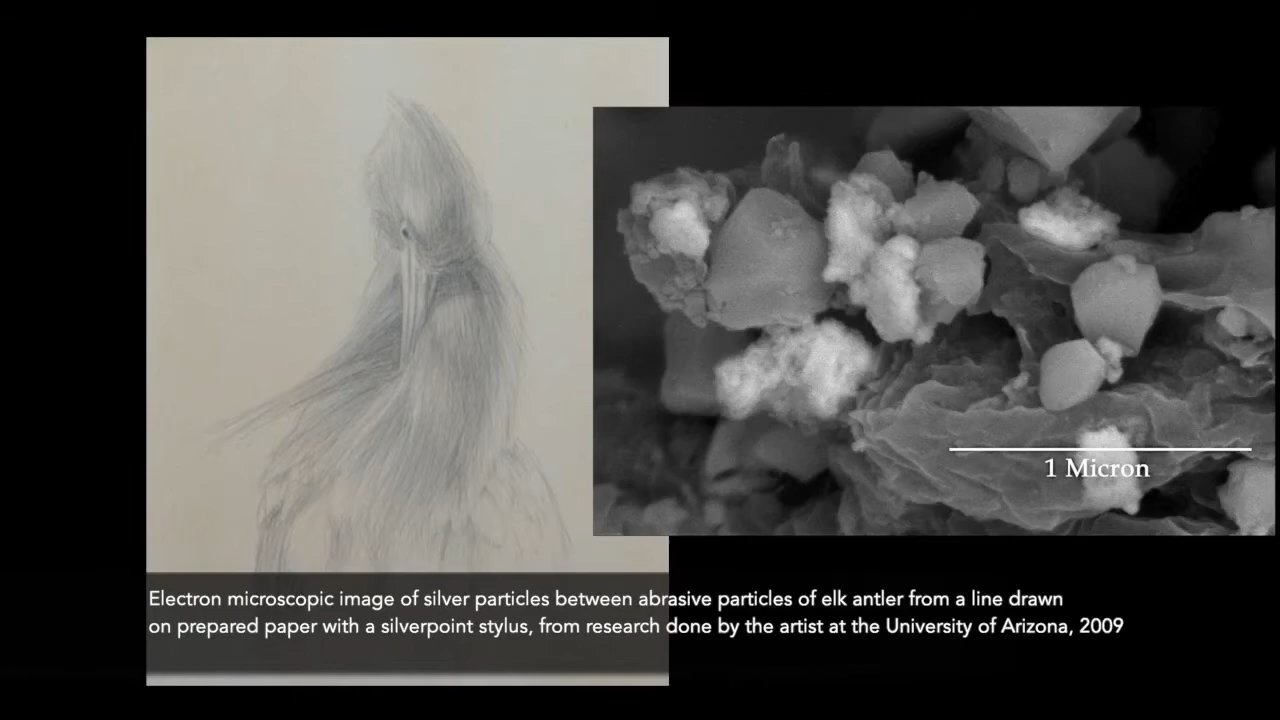 1 Micron
Electron microscopic image of silver particles between abrasive particles of elk antler from a line drawn
on prepared paper with a silverpoint stylus, from research done by the artist at the University of Arizona, 2009